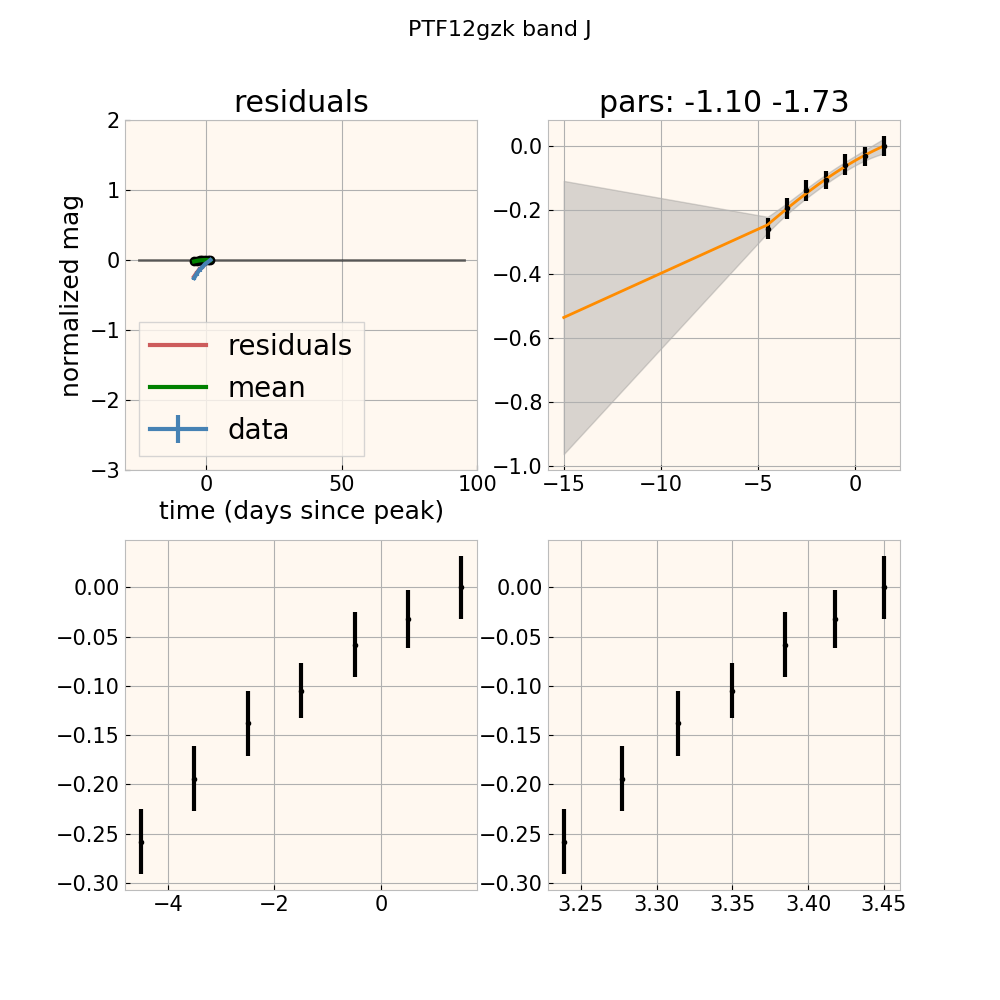 PTF12gzk band J
residuals
pars: -1.10 -1.73
normalized mag
2
1
0
−1
−2
−3
residuals
mean
data
0 50 100
time (days since peak)
0.0
−0.2
−0.4
−0.6
−0.8
−1.0
−15 −10 −5 0
0.00
−0.05
−0.10
−0.15
−0.20
−0.25
−0.30
−4 −2 0
0.00
−0.05
−0.10
−0.15
−0.20
−0.25
−0.30
3.25 3.30 3.35 3.40 3.45